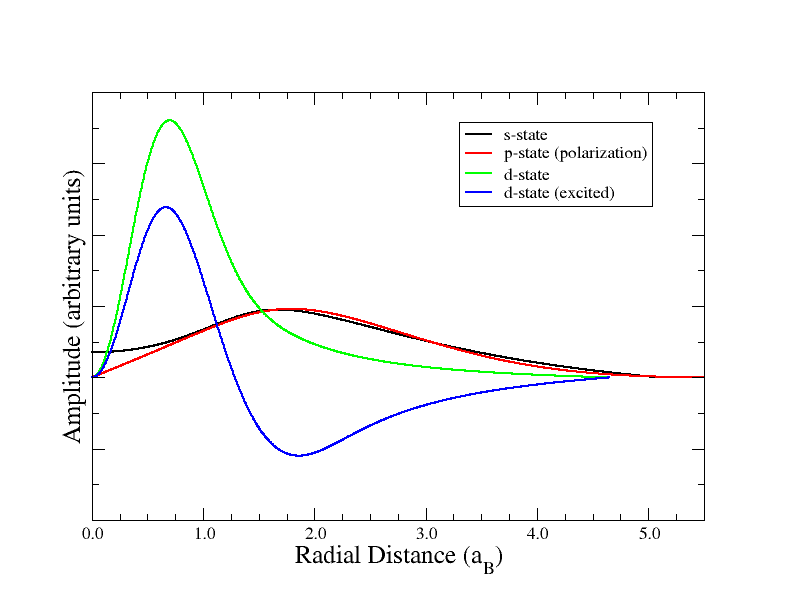 s-state
p-state (polarization)
d-state
d-state (excited)
Amplitude (arbitrary units)
0.0 1.0 2.0 3.0 4.0 5.0
Radial Distance (a_B)